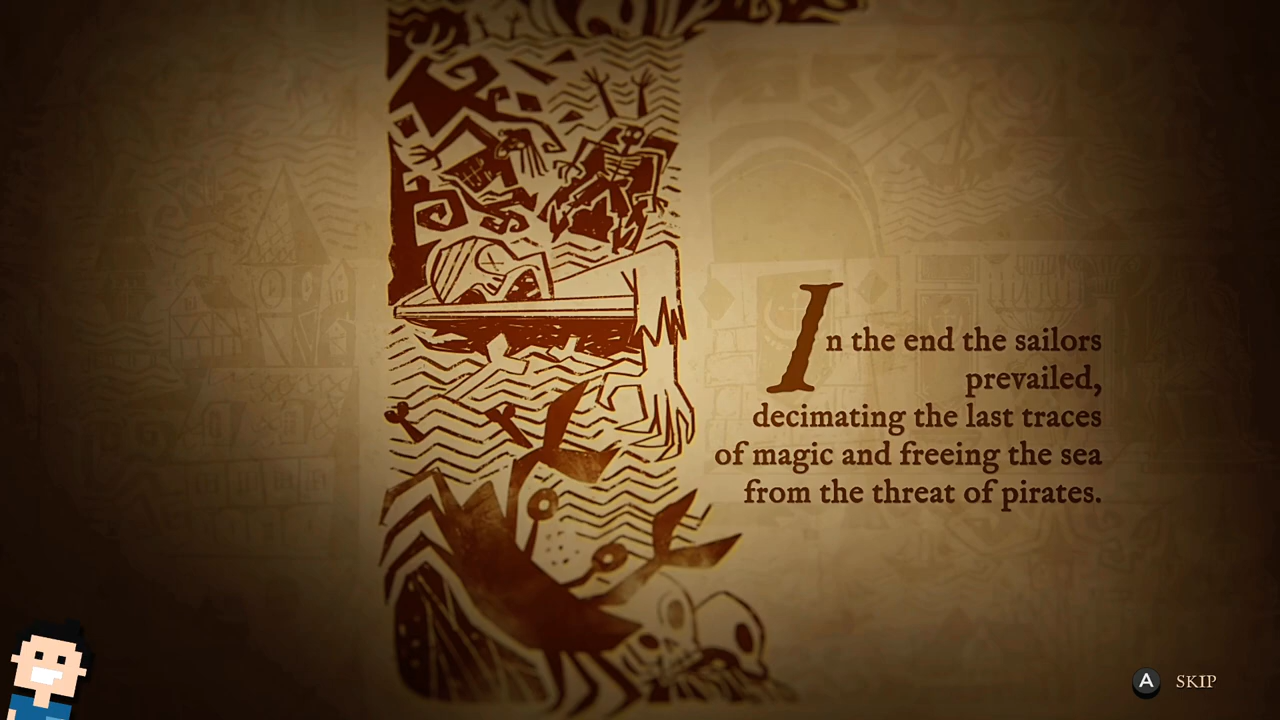 In the end the sailors
prevailed,
decimating the last traces
of magic and freeing the sea
from the threat of pirates.
A SKIP